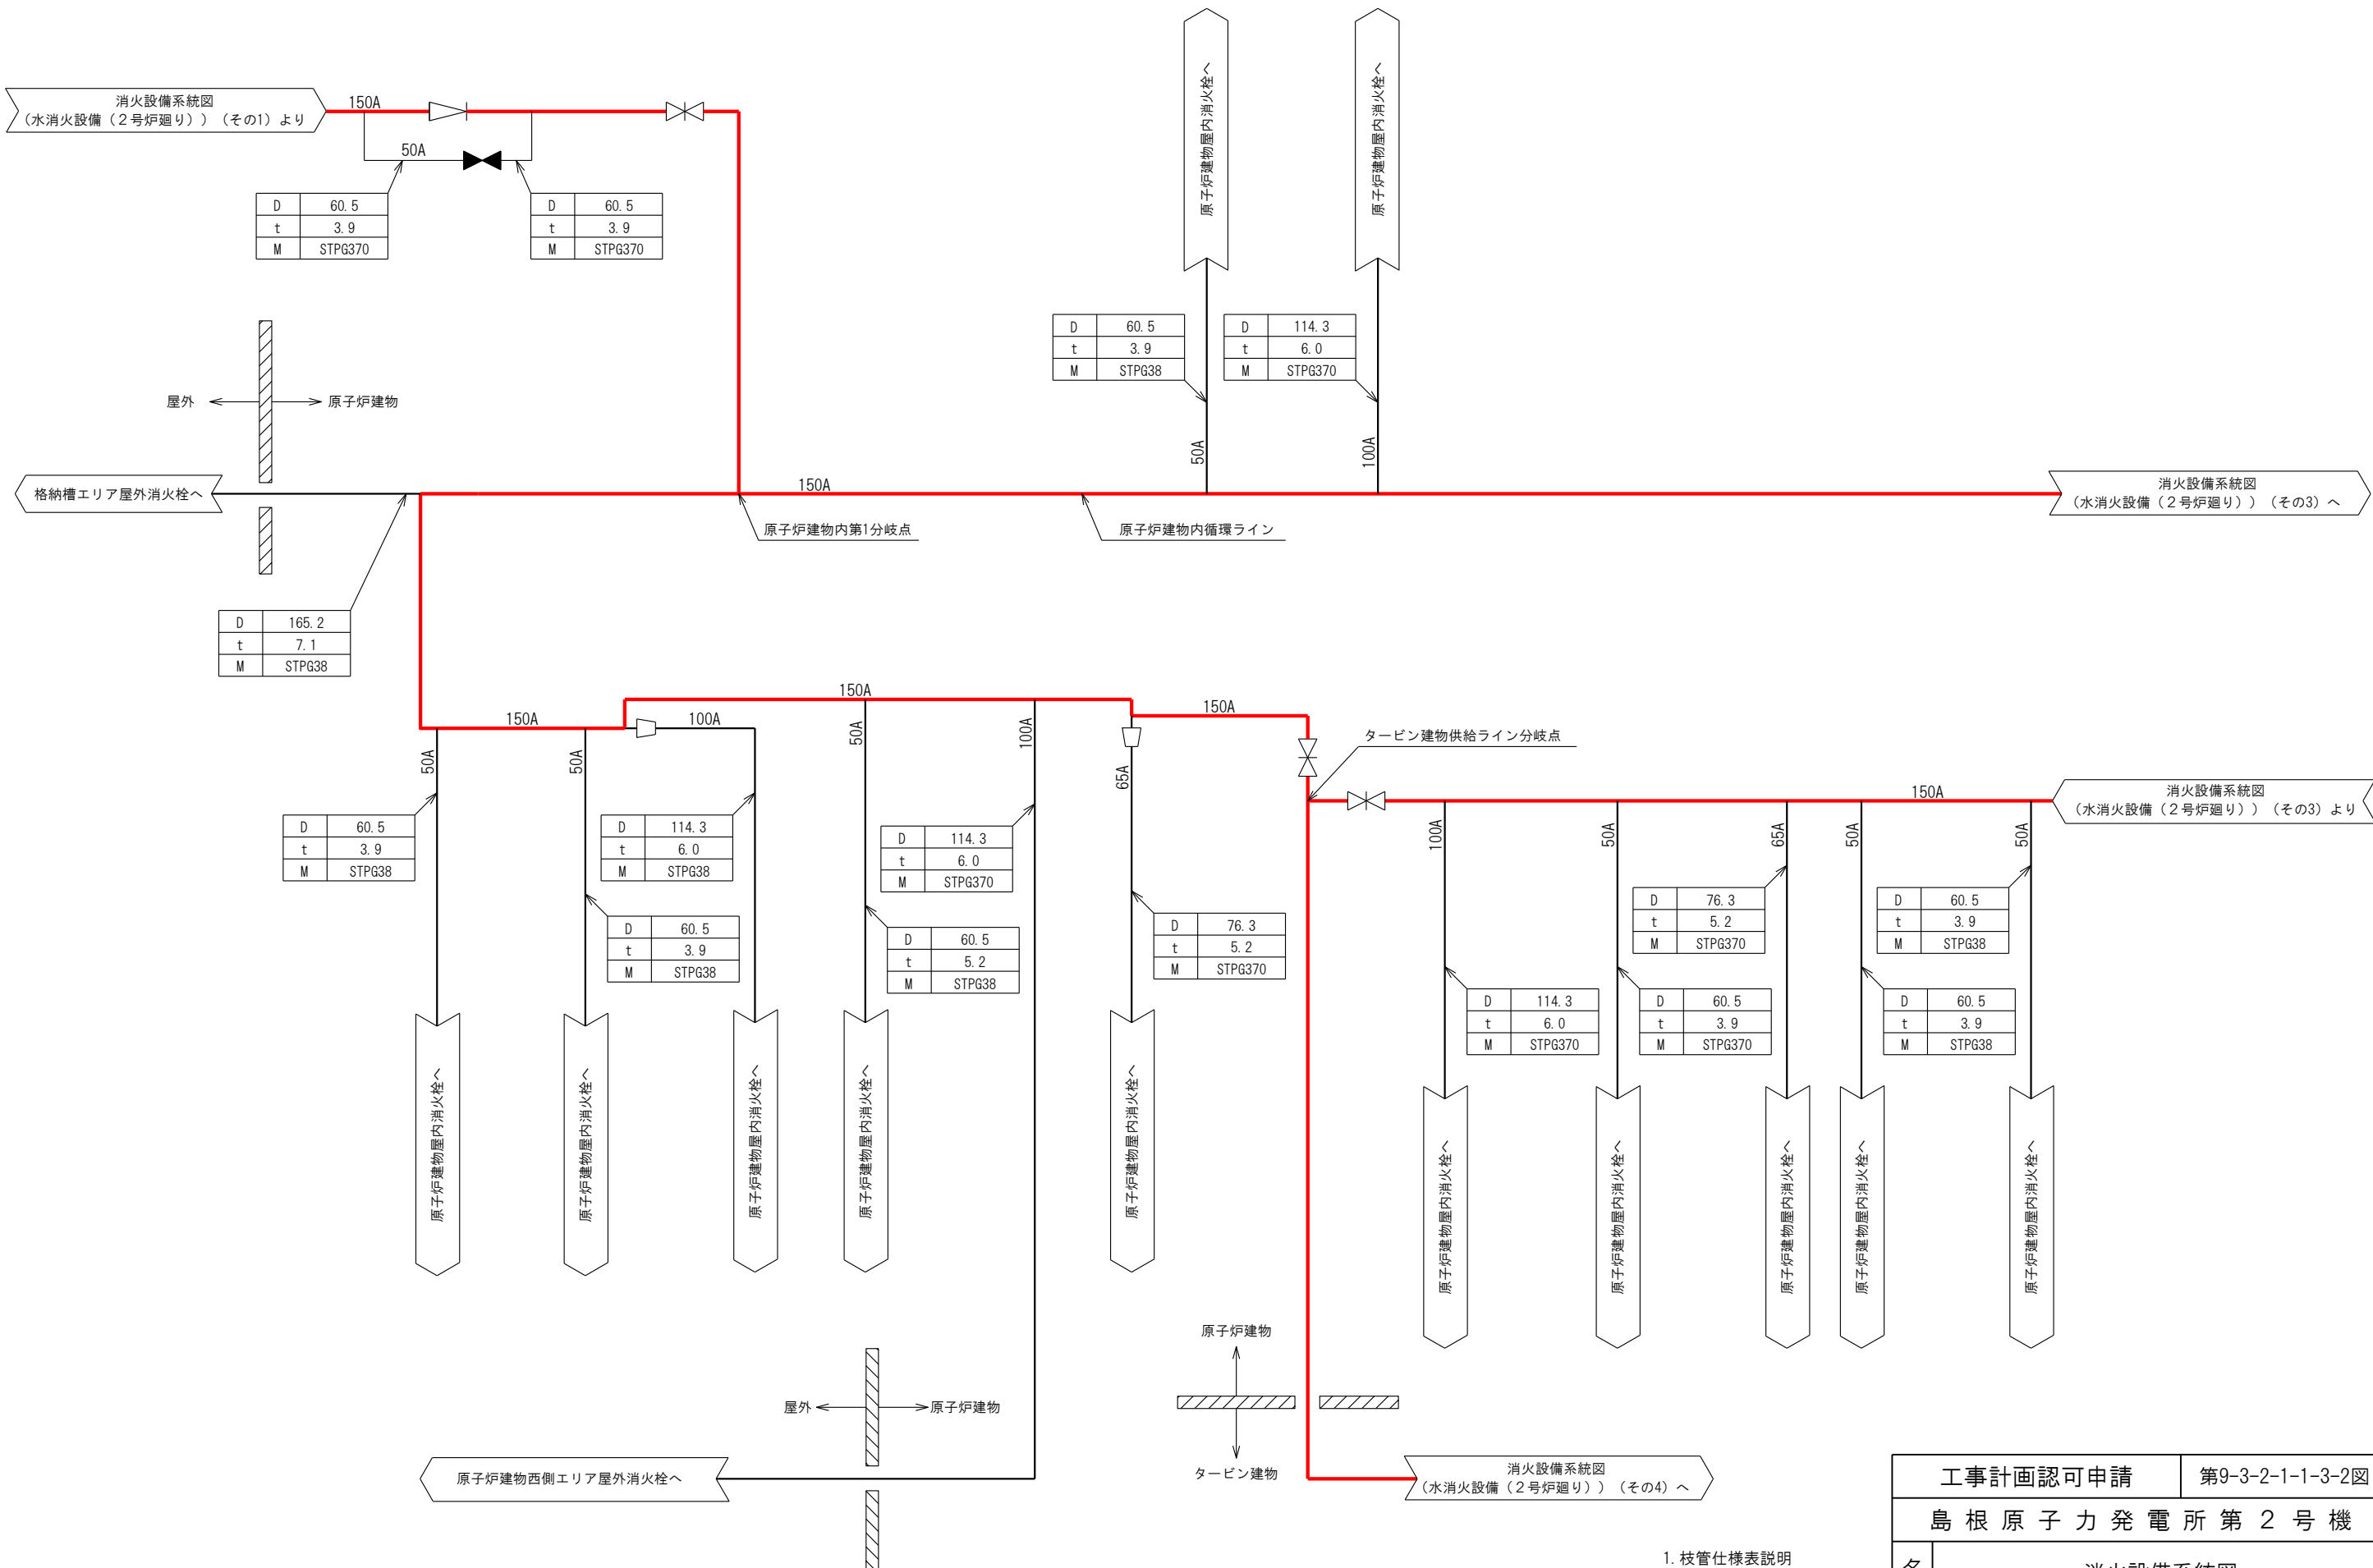 消火設備系統図
(水消火設備(2号炉廻り))(その1)より
150A
50A
D 60.5
t 3.9
M STPG370
D 60.5
t 3.9
M STPG370
原子炉建物屋内消火栓へ
原子炉建物屋内消火栓へ
D 60.5
t 3.9
M STPG38
D 114.3
t 6.0
M STPG370
50A
100A
屋外
原子炉建物
格納槽エリア屋外消火栓へ
150A
消火設備系統図
(水消火設備(2号炉廻り))(その3)へ
原子炉建物内第1分岐点
原子炉建物内循環ライン
D 165.2
t 7.1
M STPG38
150A
100A
150A
150A
50A
50A
50A
100A
65A
タービン建物供給ライン分岐点
150A
消火設備系統図
(水消火設備(2号炉廻り))(その3)より
100A
50A
65A
50A
50A
D 60.5
t 3.9
M STPG38
D 114.3
t 6.0
M STPG38
D 60.5
t 3.9
M STPG38
D 114.3
t 6.0
M STPG370
D 60.5
t 5.2
M STPG38
D 76.3
t 5.2
M STPG370
D 76.3
t 5.2
M STPG370
D 60.5
t 3.9
M STPG38
D 114.3
t 6.0
M STPG370
D 60.5
t 3.9
M STPG370
D 60.5
t 3.9
M STPG38
原子炉建物屋内消火栓へ
原子炉建物屋内消火栓へ
原子炉建物屋内消火栓へ
原子炉建物屋内消火栓へ
原子炉建物屋内消火栓へ
原子炉建物屋内消火栓へ
原子炉建物屋内消火栓へ
原子炉建物屋内消火栓へ
原子炉建物屋内消火栓へ
原子炉建物屋内消火栓へ
屋外
原子炉建物
原子炉建物西側エリア屋外消火栓へ
原子炉建物
タービン建物
消火設備系統図
(水消火設備(2号炉廻り))(その4)へ
1. 枝管仕様表説明
工事計画認可申請 第9-3-2-1-1-3-2図
島根原子力発電所第2号機
消火設備系統図